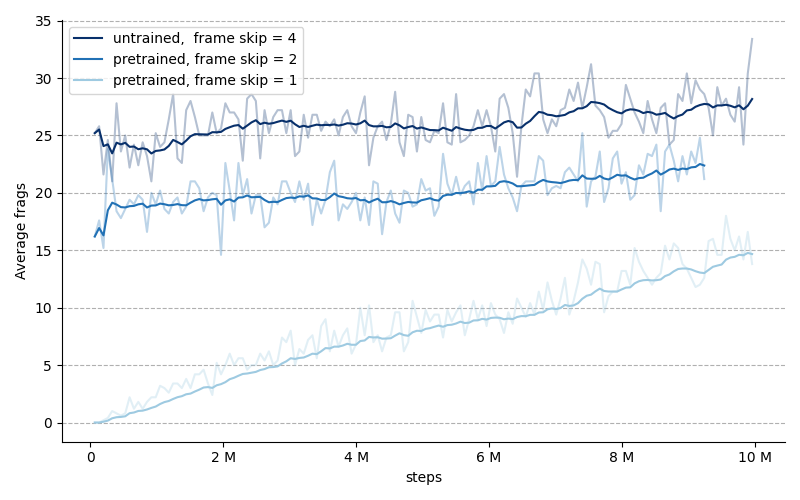 35
30
25
20
15
10
5
0
Average frags
untrained,  frame skip = 4
pretrained, frame skip = 2
pretrained, frame skip = 1
0
2 M
4 M
6 M
8 M
10 M
steps